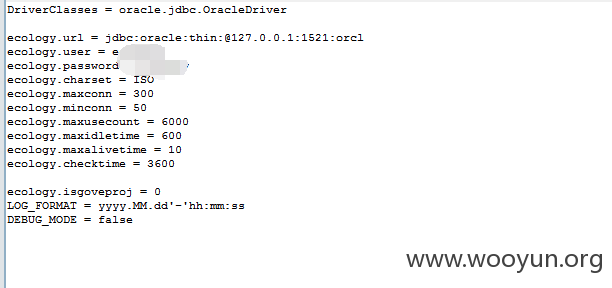 DriverClasses = oracle.jdbc.OracleDriver
ecology.url = jdbc:oracle:thin:@127.0.0.1:1521:orcl
ecology.user = e
ecology.password
ecology.charset = ISO
ecology.maxconn = 300
ecology.minconn = 50
ecology.maxusecount = 6000
ecology.maxidletime = 600
ecology.maxalivetime = 10
ecology.checktime = 3600
ecology.isgoveproj = 0
LOG_FORMAT = yyyy.MM.dd'-'hh:mm:ss
DEBUG_MODE = false
www.wooyun.org